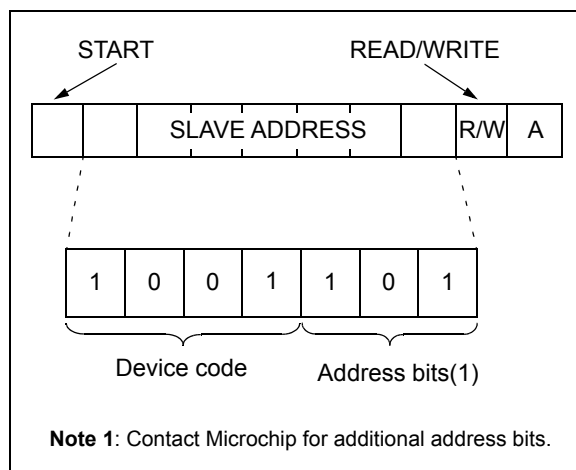 START READ/WRITE
SLAVE ADDRESS R/W A
1 0 0 1 1 0 1
Device code Address bits(1)
Note 1: Contact Microchip for additional address bits.